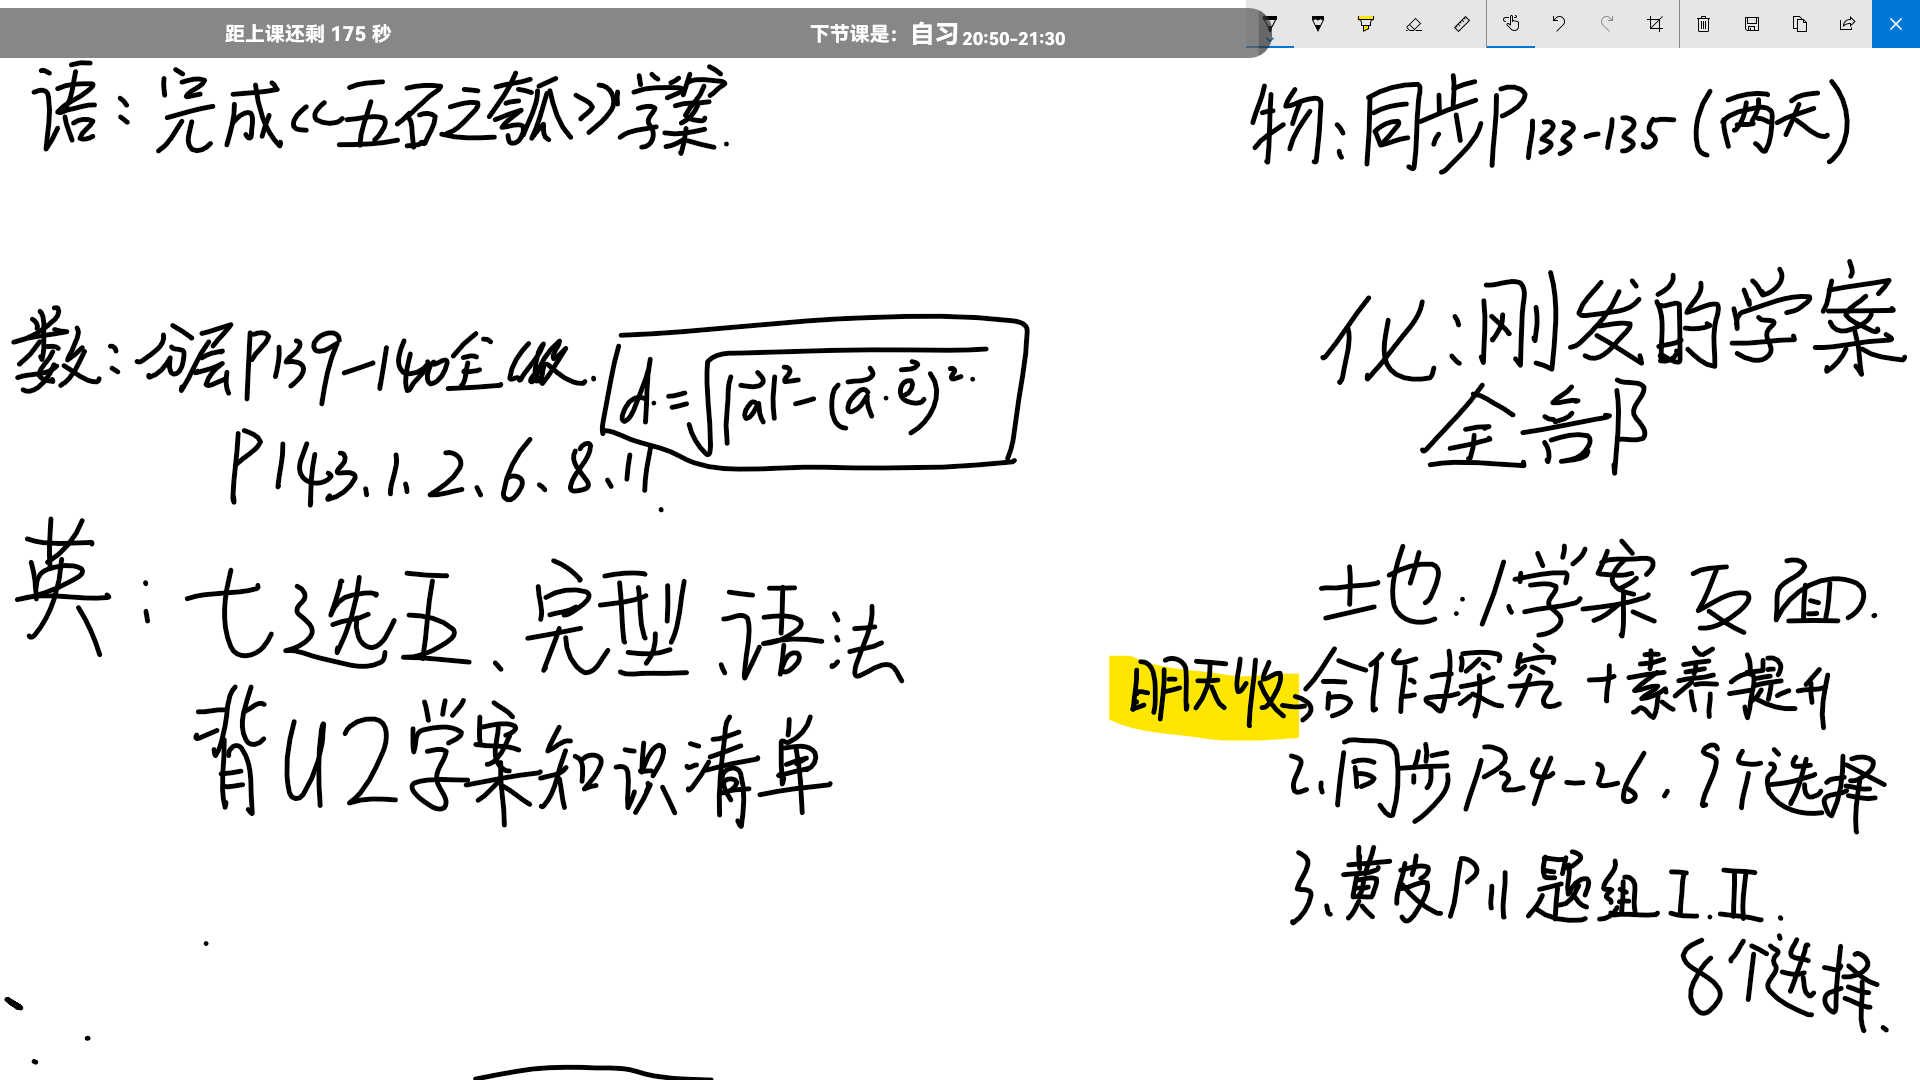 距上课还剩 175 秒
下节课是：自习 20:50-21:30
语：完成《五石之瓠》学案.
数：分层P139-140全做.
d=√|a⃗|²-(a⃗·e⃗)².
P143、1、2、6、8、11.
英：七选五、完型、语法
背U2学案知识清单
物：同步P133-135(两天)
化：刚发的学案
全部
地：1.学案反面.
明天收→合作探究+素养提升
2、同步P24-26.9个选择
3、黄皮P11题组I.II.
8个选择.